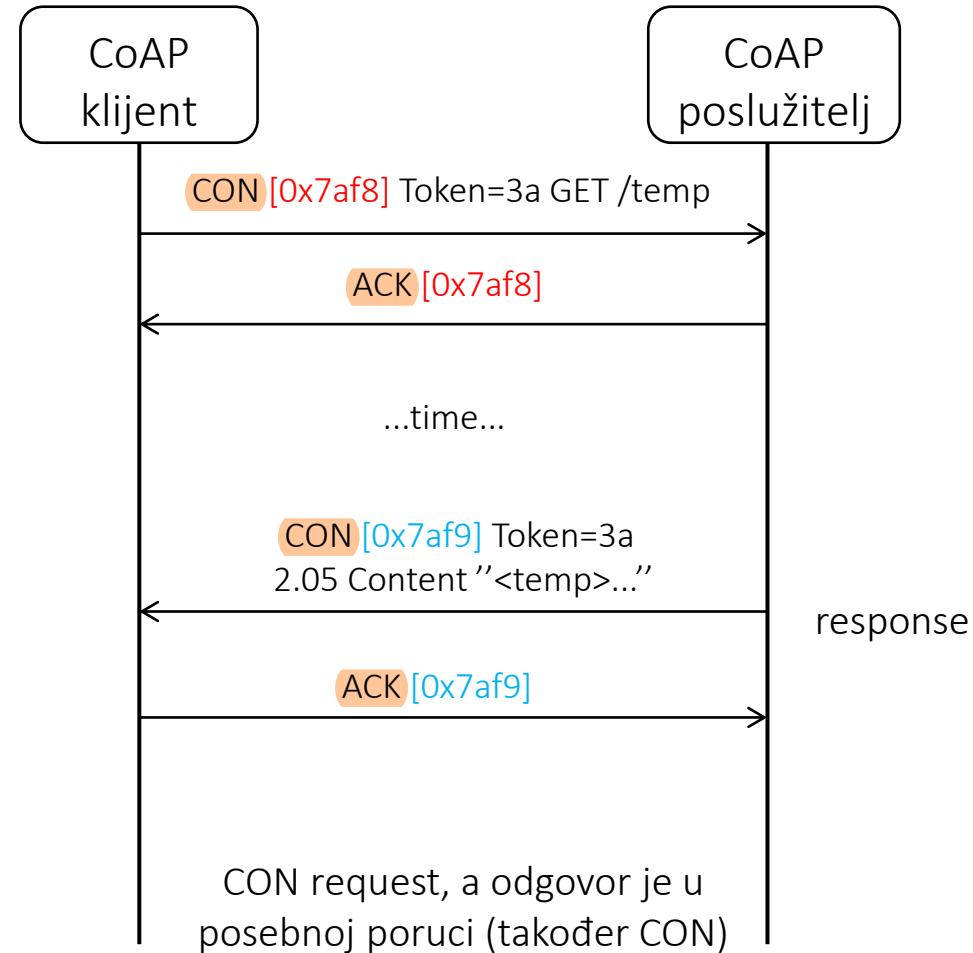 CoAP
klijent
CoAP
poslužitelj
CON [0x7af8] Token=3a GET /temp
ACK [0x7af8]
...time...
CON [0x7af9] Token=3a
2.05 Content ’’<temp>...’’
response
ACK [0x7af9]
CON request, a odgovor je u
posebnoj poruci (također CON)